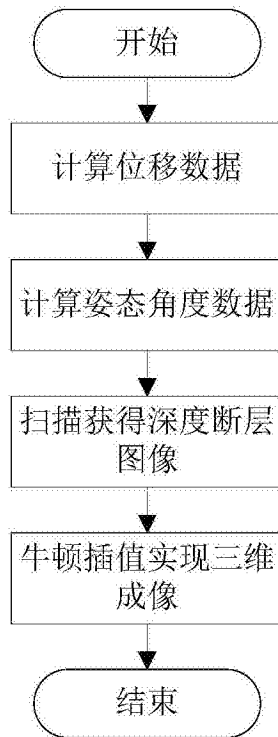 开始
计算位移数据
计算姿态角度数据
扫描获得深度断层
图像
牛顿插值实现三维
成像
结束